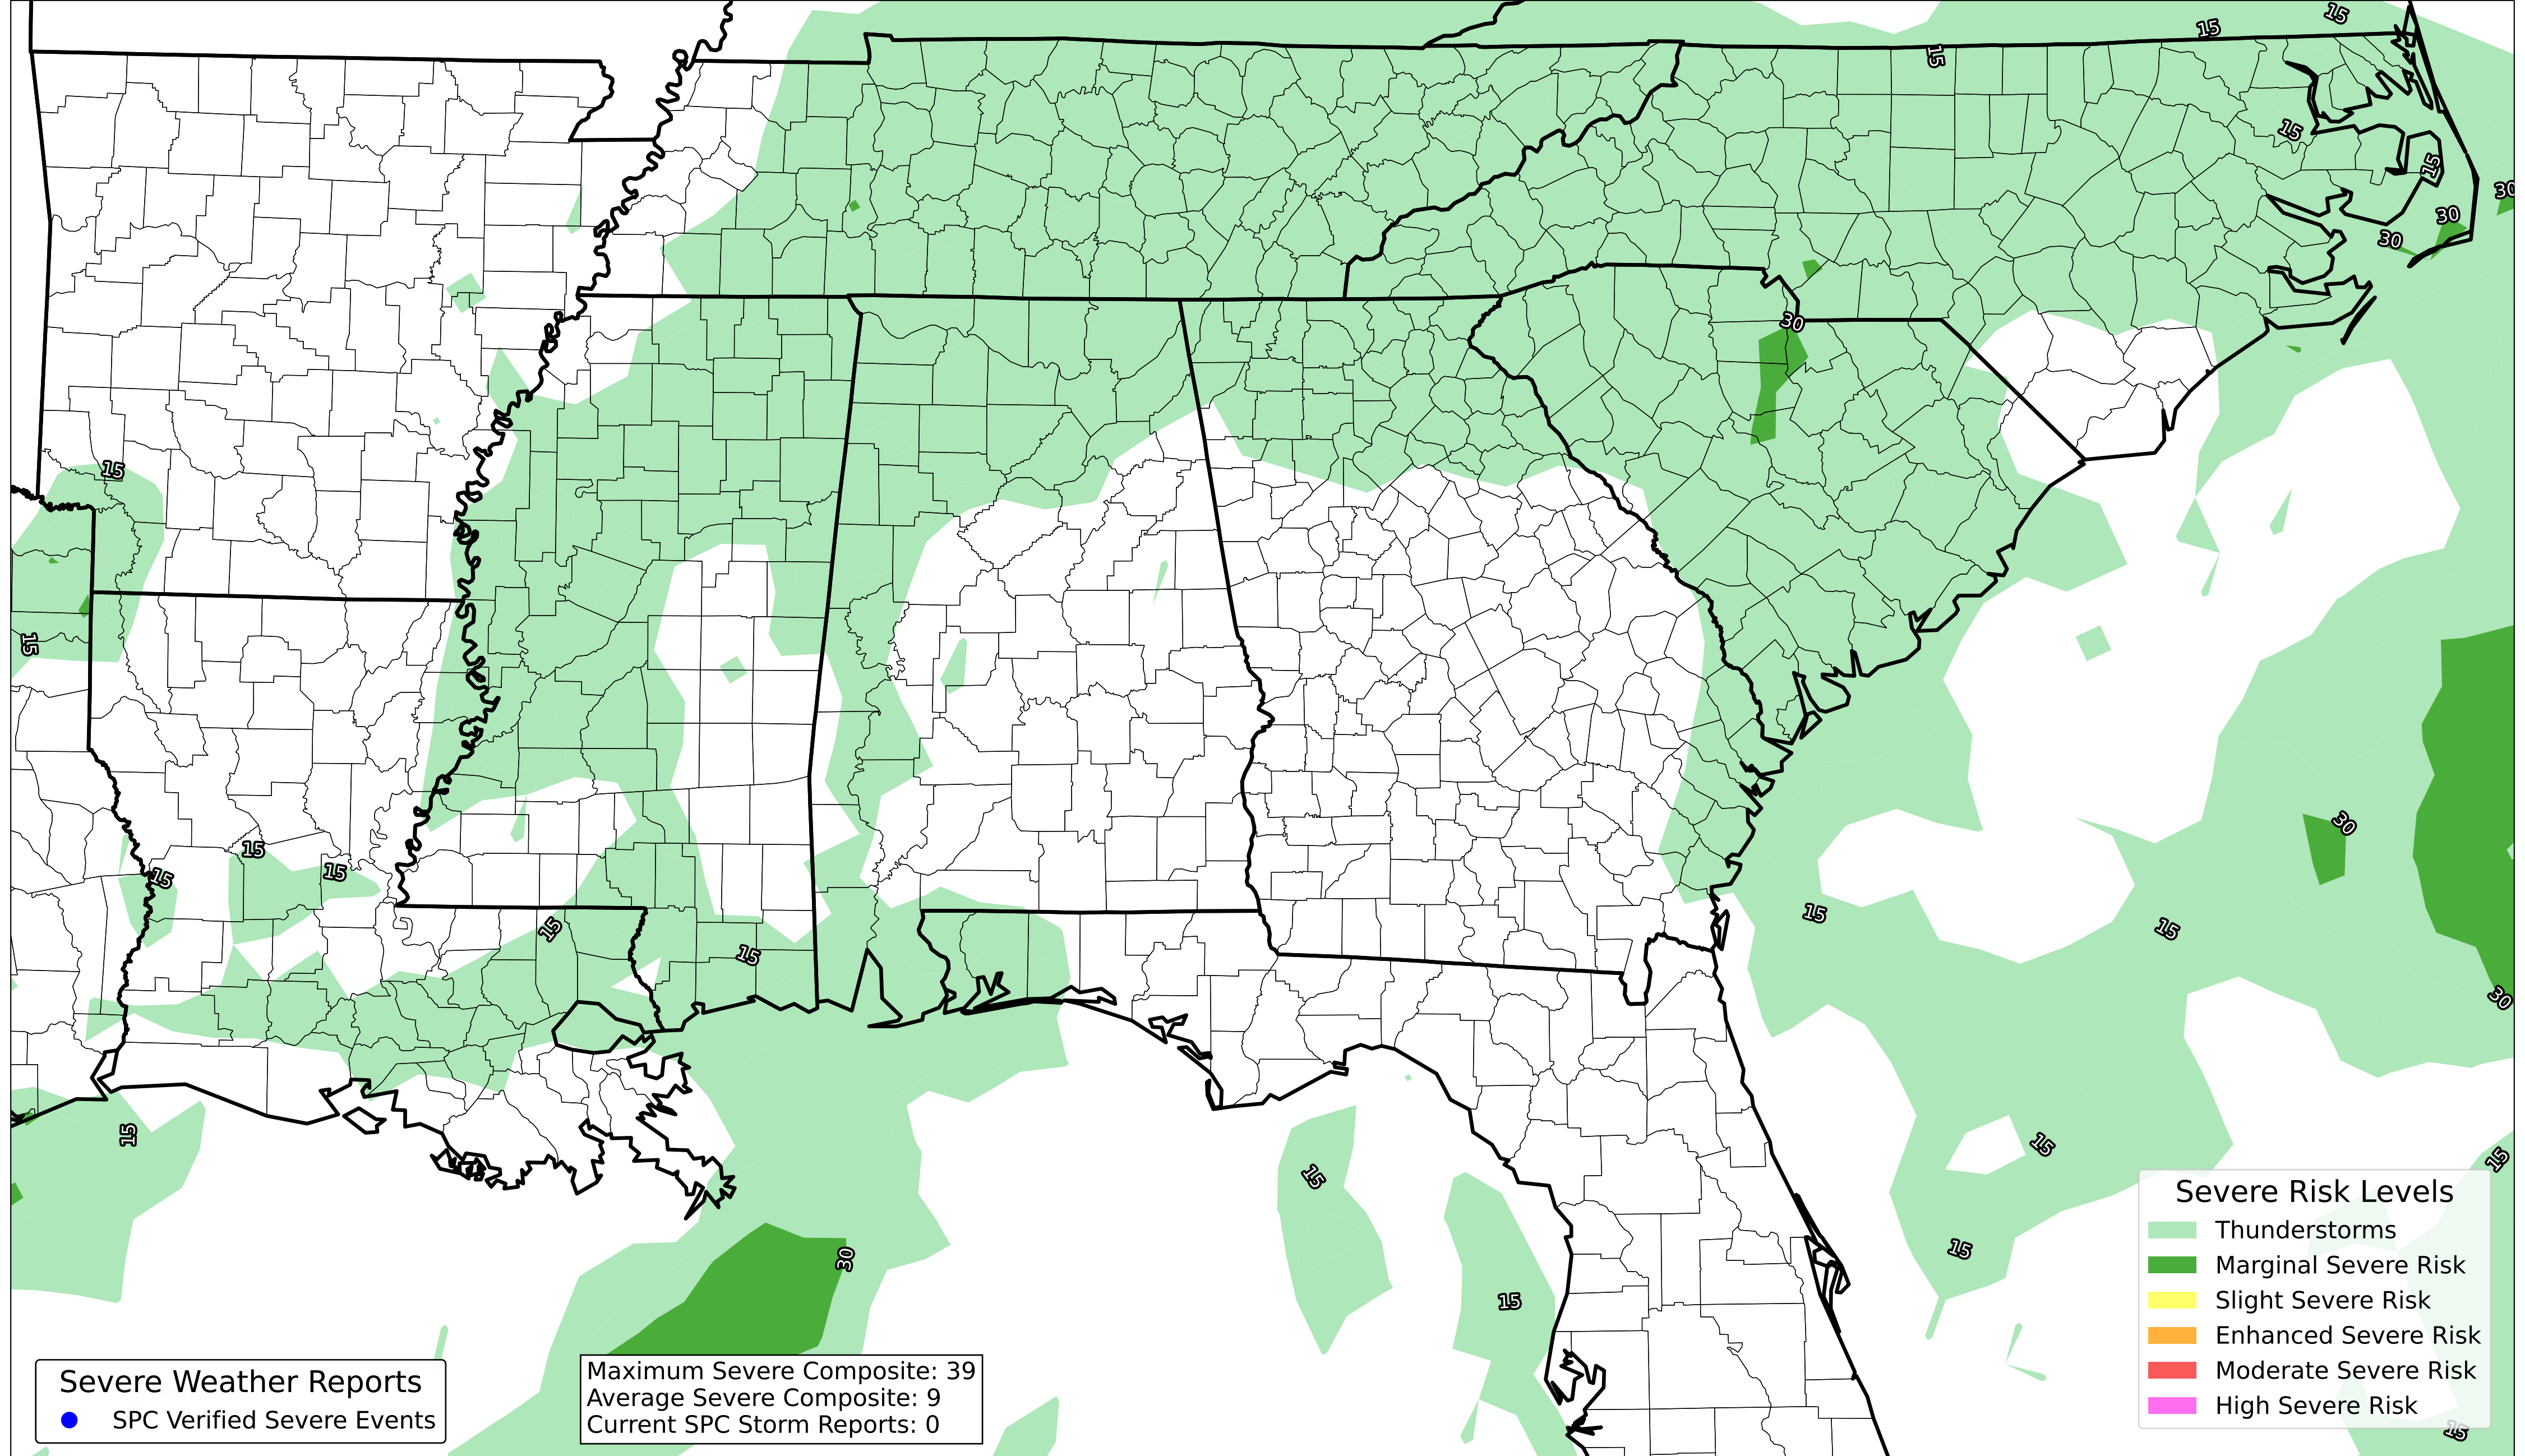 15
15
15
15
15
30
30
30
30
15
15
15
15
15
30
15
15
15
15
30
15
15
15
15
30
15
15
Severe Risk Levels
Thunderstorms
Marginal Severe Risk
Slight Severe Risk
Enhanced Severe Risk
Moderate Severe Risk
High Severe Risk
15
Severe Weather Reports
SPC Verified Severe Events
Maximum Severe Composite: 39
Average Severe Composite: 9
Current SPC Storm Reports: 0